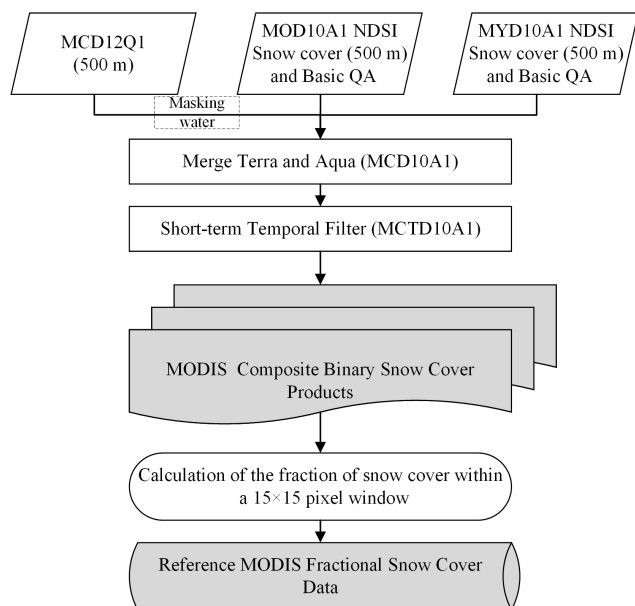 MCD12Q1
(500 m)
MOD10A1 NDSI
Snow cover (500 m)
and Basic QA
MYD10A1 NDSI
Snow cover (500 m)
and Basic QA
Masking
water
Merge Terra and Aqua (MCD10A1)
Short-term Temporal Filter (MCTD10A1)
MODIS Composite Binary Snow Cover
Products
Calculation of the fraction of snow cover within
a 15×15 pixel window
Reference MODIS Fractional Snow Cover
Data